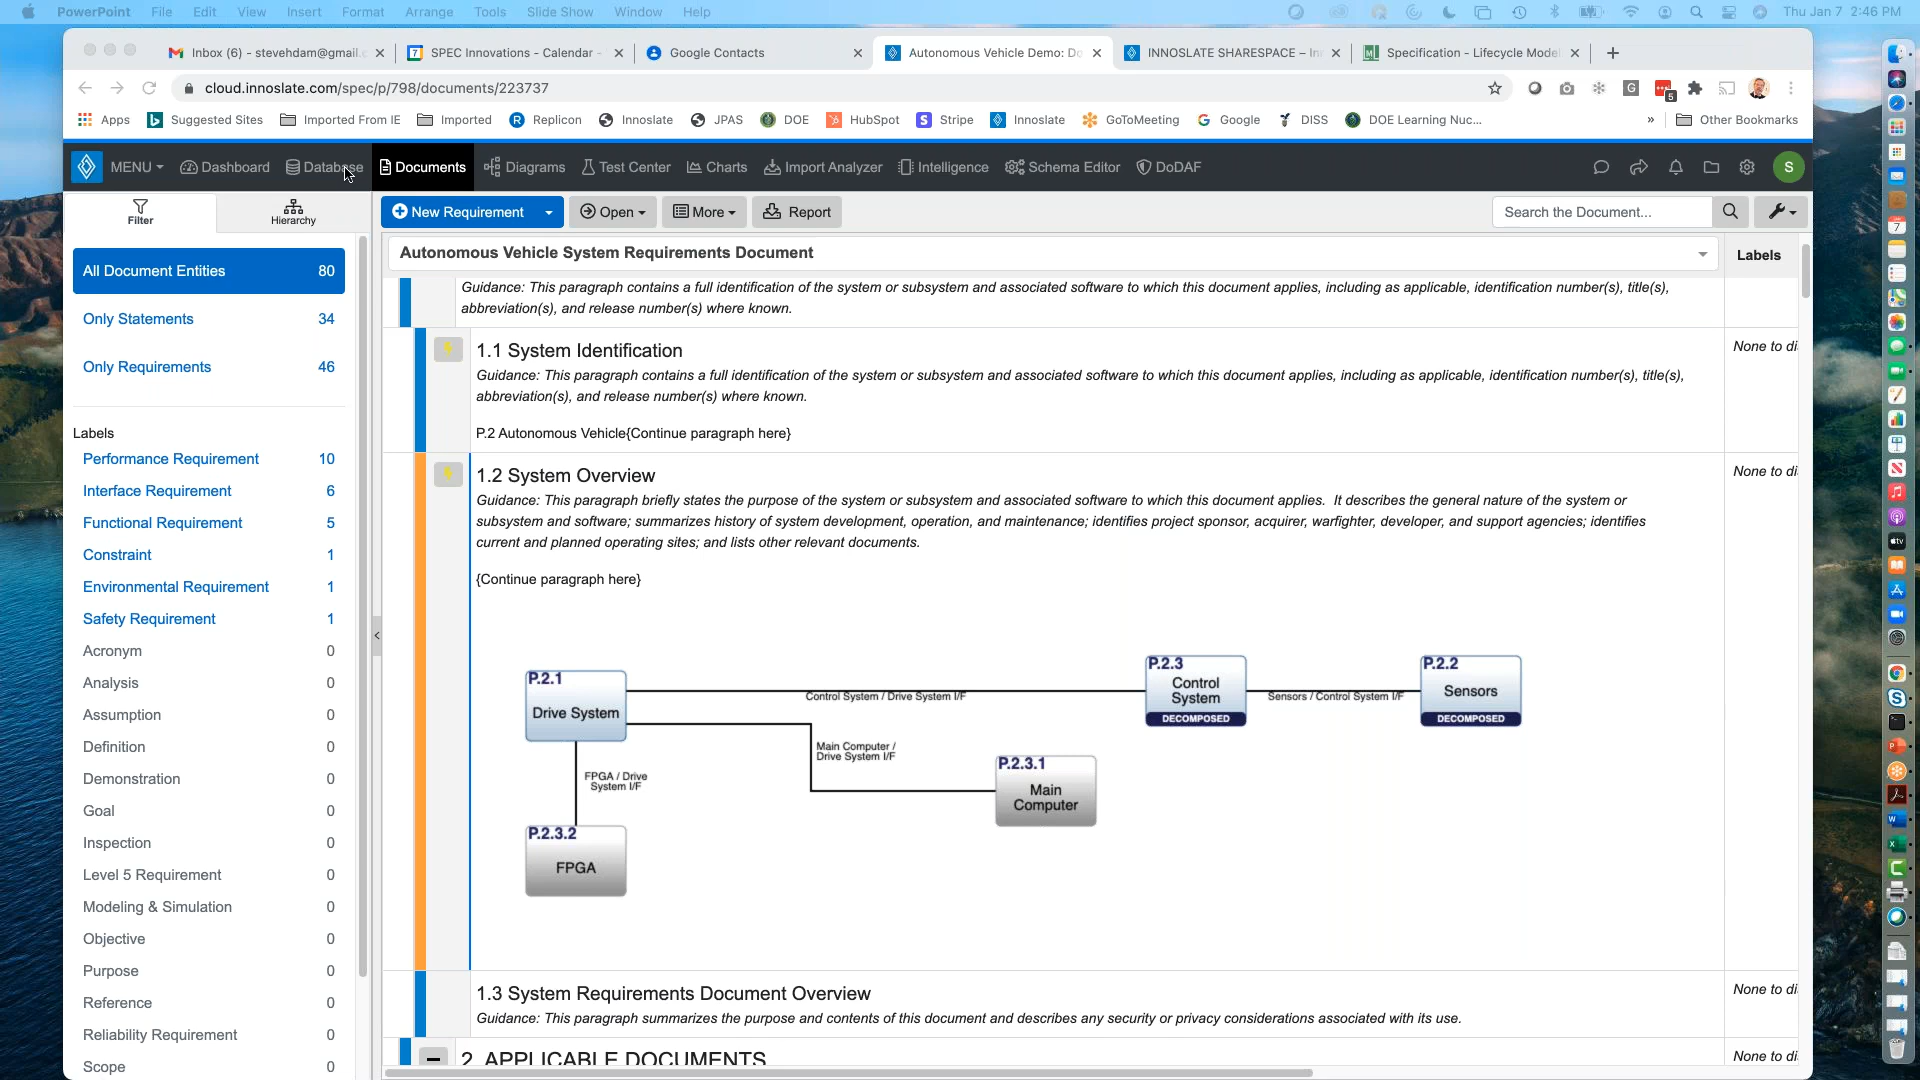 PowerPoint File Edit View Insert Format Arrange Tools Slide Show Window Help Thu Jan 7 2:46 PM
Inbox (6) - stevehdam@gmail.c
SPEC Innovations - Calendar -
Google Contacts
Autonomous Vehicle Demo: Do
INNOSLATE SHARESPACE – In
Specification - Lifecycle Model
cloud.innoslate.com/spec/p/798/documents/223737
5
Apps Suggested Sites Imported From IE Imported Replicon Innoslate JPAS DOE HubSpot Stripe Innoslate GoToMeeting Google DISS DOE Learning Nuc... » Other Bookmarks
MENU Dashboard Database Documents Diagrams Test Center Charts Import Analyzer Intelligence Schema Editor DoDAF S
Filter
Hierarchy
New Requirement Open More Report Search the Document...
All Document Entities 80
Only Statements 34
Only Requirements 46
Labels
Performance Requirement 10
Interface Requirement 6
Functional Requirement 5
Constraint 1
Environmental Requirement 1
Safety Requirement 1
Acronym 0
Analysis 0
Assumption 0
Definition 0
Demonstration 0
Goal 0
Inspection 0
Level 5 Requirement 0
Modeling & Simulation 0
Objective 0
Purpose 0
Reference 0
Reliability Requirement 0
Scope 0
Autonomous Vehicle System Requirements Document
Labels
Guidance: This paragraph contains a full identification of the system or subsystem and associated software to which this document applies, including as applicable, identification number(s), title(s),
abbreviation(s), and release number(s) where known.
1.1 System Identification
None to di
Guidance: This paragraph contains a full identification of the system or subsystem and associated software to which this document applies, including as applicable, identification number(s), title(s),
abbreviation(s), and release number(s) where known.
P.2 Autonomous Vehicle{Continue paragraph here}
1.2 System Overview
None to di
Guidance: This paragraph briefly states the purpose of the system or subsystem and associated software to which this document applies.  It describes the general nature of the system or
subsystem and software; summarizes history of system development, operation, and maintenance; identifies project sponsor, acquirer, warfighter, developer, and support agencies; identifies
current and planned operating sites; and lists other relevant documents.
{Continue paragraph here}
P.2.1
Drive System
Control System / Drive System I/F
P.2.3
Control
System
DECOMPOSED
Sensors / Control System I/F
P.2.2
Sensors
DECOMPOSED
Main Computer /
Drive System I/F
P.2.3.1
Main
Computer
FPGA / Drive
System I/F
P.2.3.2
FPGA
1.3 System Requirements Document Overview
None to di
Guidance: This paragraph summarizes the purpose and contents of this document and describes any security or privacy considerations associated with its use.
2 APPLICABLE DOCUMENTS
None to di